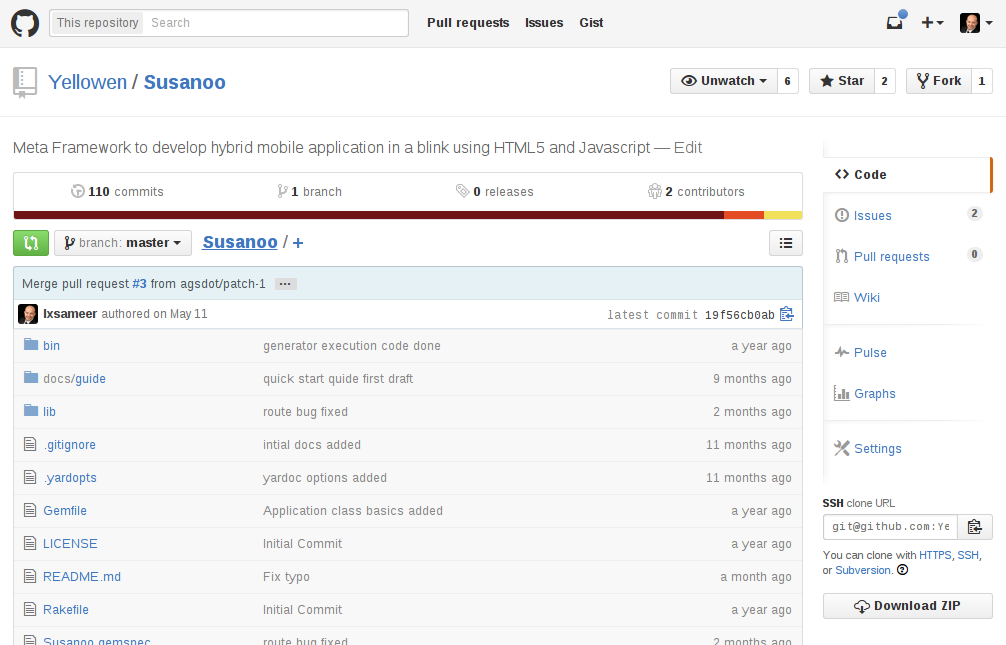 This repository Search Pull requests Issues Gist
Yellowen / Susanoo Unwatch 6 Star 2 Fork 1
Meta Framework to develop hybrid mobile application in a blink using HTML5 and Javascript — Edit
110 commits 1 branch 0 releases 2 contributors
branch: master Susanoo / +
Merge pull request #3 from agsdot/patch-1 ...
lxsameer authored on May 11 latest commit 19f56cb0ab
bin generator execution code done a year ago
docs/guide quick start quide first draft 9 months ago
lib route bug fixed 2 months ago
.gitignore intial docs added 11 months ago
.yardopts yardoc options added 11 months ago
Gemfile Application class basics added a year ago
LICENSE Initial Commit a year ago
README.md Fix typo a month ago
Rakefile Initial Commit a year ago
Susanoo.gemspec route bug fixed 2 months ago
Code
Issues 2
Pull requests 0
Wiki
Pulse
Graphs
Settings
SSH clone URL
git@github.com:Ye
You can clone with HTTPS, SSH,
or Subversion. ?
Download ZIP